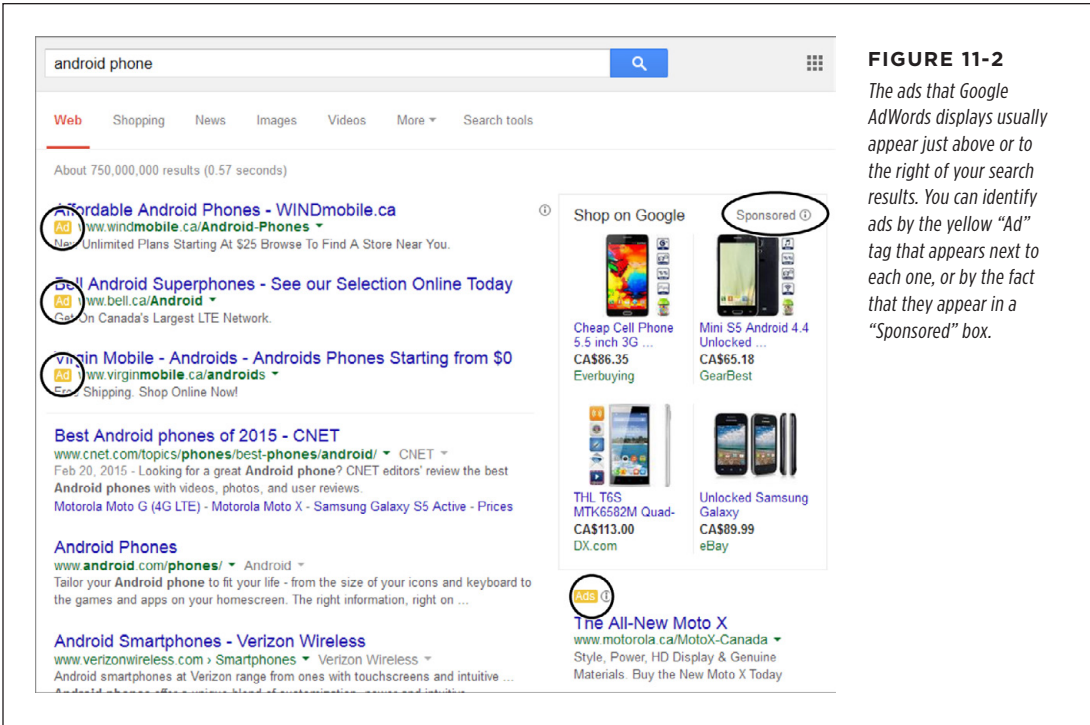 android phone
Web Shopping News Images Videos More Search tools
About 750,000,000 results (0.57 seconds)
Affordable Android Phones - WINDmobile.ca
Ad www.windmobile.ca/Android-Phones
New Unlimited Plans Starting At $25 Browse To Find A Store Near You.
Bell Android Superphones - See our Selection Online Today
Ad www.bell.ca/Android
Get On Canada's Largest LTE Network.
Virgin Mobile - Androids - Androids Phones Starting from $0
Ad www.virginmobile.ca/androids
Free Shipping. Shop Online Now!
Best Android phones of 2015 - CNET
www.cnet.com/topics/phones/best-phones/android/ CNET
Feb 20, 2015 - Looking for a great Android phone? CNET editors' review the best
Android phones with videos, photos, and user reviews.
Motorola Moto G (4G LTE) - Motorola Moto X - Samsung Galaxy S5 Active - Prices
Android Phones
www.android.com/phones/ Android
Tailor your Android phone to fit your life - from the size of your icons and keyboard to
the games and apps on your homescreen. The right information, right on ...
Android Smartphones - Verizon Wireless
www.verizonwireless.com › Smartphones Verizon Wireless
Android smartphones at Verizon range from ones with touchscreens and intuitive ...
Shop on Google Sponsored
Cheap Cell Phone
5.5 inch 3G ...
CA$86.35
Everbuying
Mini S5 Android 4.4
Unlocked ...
CA$65.18
GearBest
THL T6S
MTK6582M Quad-
CA$113.00
DX.com
Unlocked Samsung
Galaxy
CA$89.99
eBay
Ads
The All-New Moto X
www.motorola.ca/MotoX-Canada
Style, Power, HD Display & Genuine
Materials. Buy the New Moto X Today
FIGURE 11-2
The ads that Google
AdWords displays usually
appear just above or to
the right of your search
results. You can identify
ads by the yellow “Ad”
tag that appears next to
each one, or by the fact
that they appear in a
“Sponsored” box.